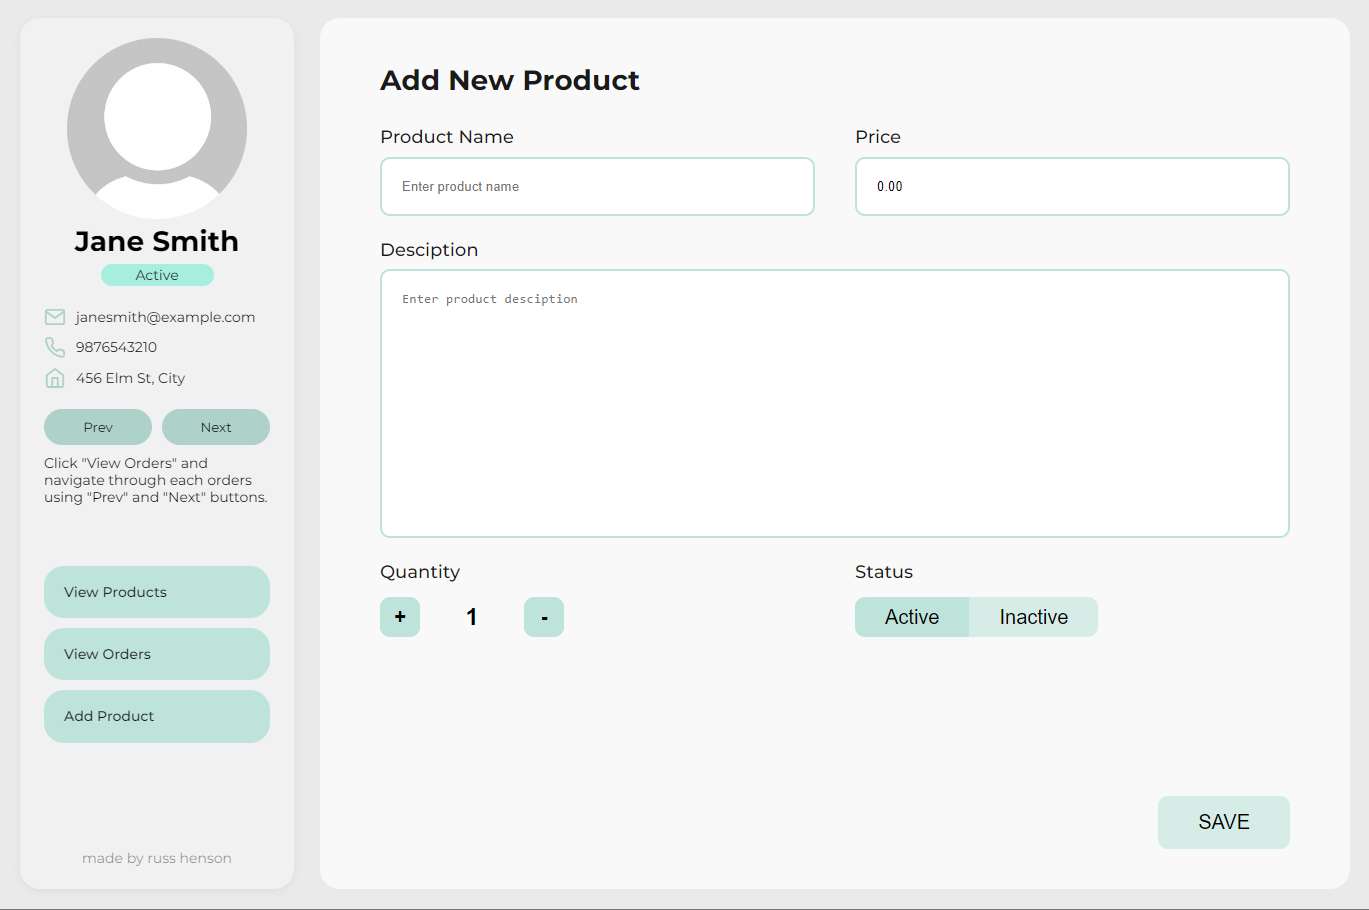 Jane Smith
Active
janesmith@example.com
9876543210
456 Elm St, City
Prev
Next
Click "View Orders" and
navigate through each orders
using "Prev" and "Next" buttons.
View Products
View Orders
Add Product
made by russ henson
Add New Product
Product Name
Price
Enter product name
0.00
Desciption
Enter product desciption
Quantity
Status
+
1
-
Active
Inactive
SAVE